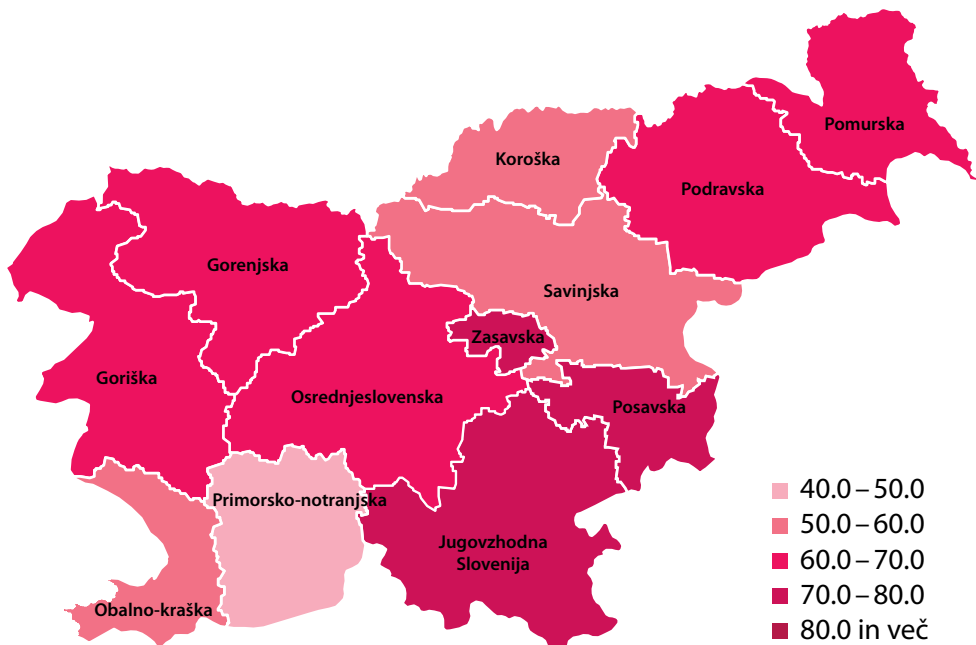 Pomurska
Koroška
Podravska
Gorenjska
Savinjska
Zasavska
Goriška
Osrednjeslovenska
Posavska
Primorsko-notranjska
Jugovzhodna
Slovenija
Obalno-kraška
40.0 – 50.0
50.0 – 60.0
60.0 – 70.0
70.0 – 80.0
80.0 in več